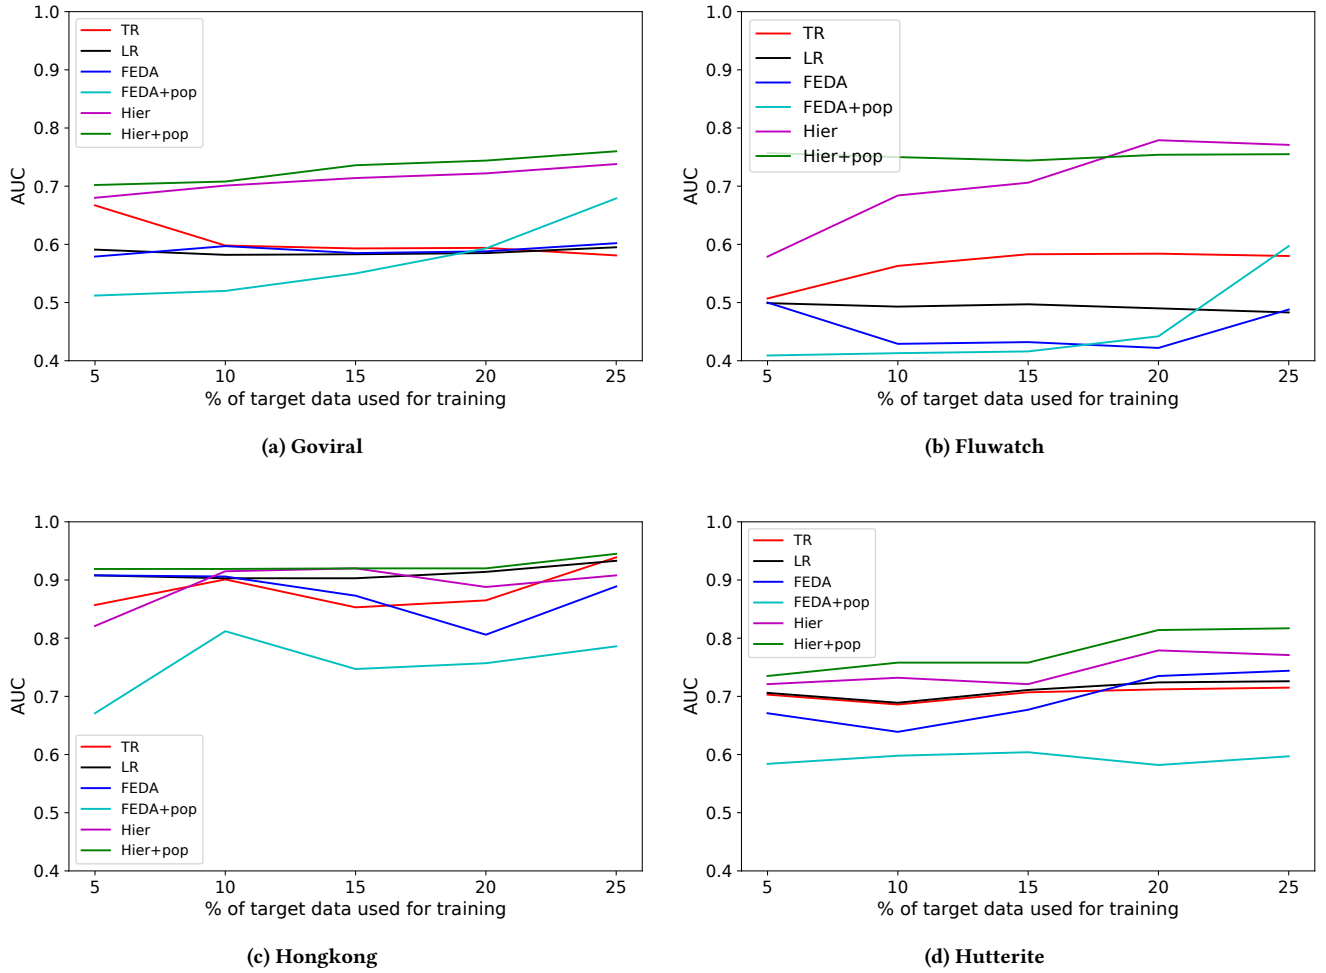 1.0
0.9
0.8
0.7
0.6
0.5
0.4
AUC
TR
LR
FEDA
FEDA+pop
Hier
Hier+pop
5 10 15 20 25
% of target data used for training
(a) Goviral
1.0
0.9
0.8
0.7
0.6
0.5
0.4
AUC
TR
LR
FEDA
FEDA+pop
Hier
Hier+pop
5 10 15 20 25
% of target data used for training
(b) Fluwatch
1.0
0.9
0.8
0.7
0.6
0.5
0.4
AUC
TR
LR
FEDA
FEDA+pop
Hier
Hier+pop
5 10 15 20 25
% of target data used for training
(c) Hongkong
1.0
0.9
0.8
0.7
0.6
0.5
0.4
AUC
TR
LR
FEDA
FEDA+pop
Hier
Hier+pop
5 10 15 20 25
% of target data used for training
(d) Hutterite